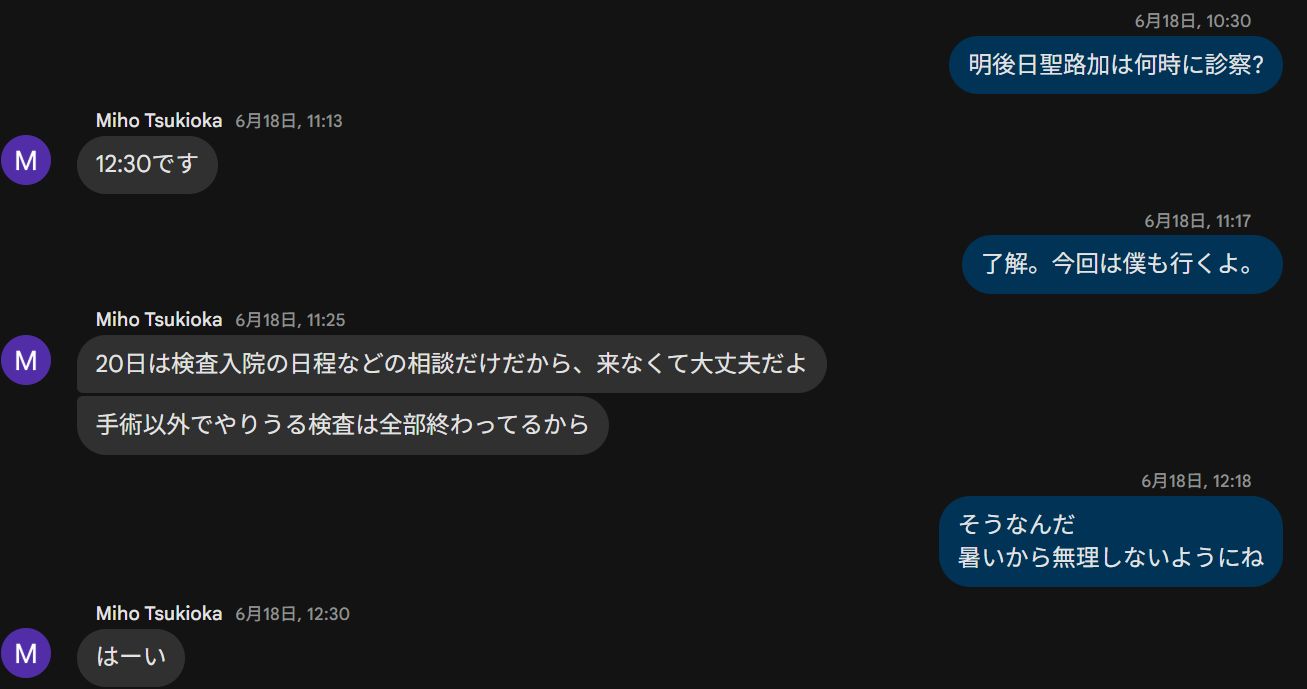 6月18日, 10:30
明後日聖路加は何時に診察?
Miho Tsukioka 6月18日, 11:13
M
12:30です
6月18日, 11:17
了解。今回は僕も行くよ。
Miho Tsukioka 6月18日, 11:25
M
20日は検査入院の日程などの相談だけだから、来なくて大丈夫だよ
手術以外でやりうる検査は全部終わってるから
6月18日, 12:18
そうなんだ
暑いから無理しないようにね
Miho Tsukioka 6月18日, 12:30
M
はーい